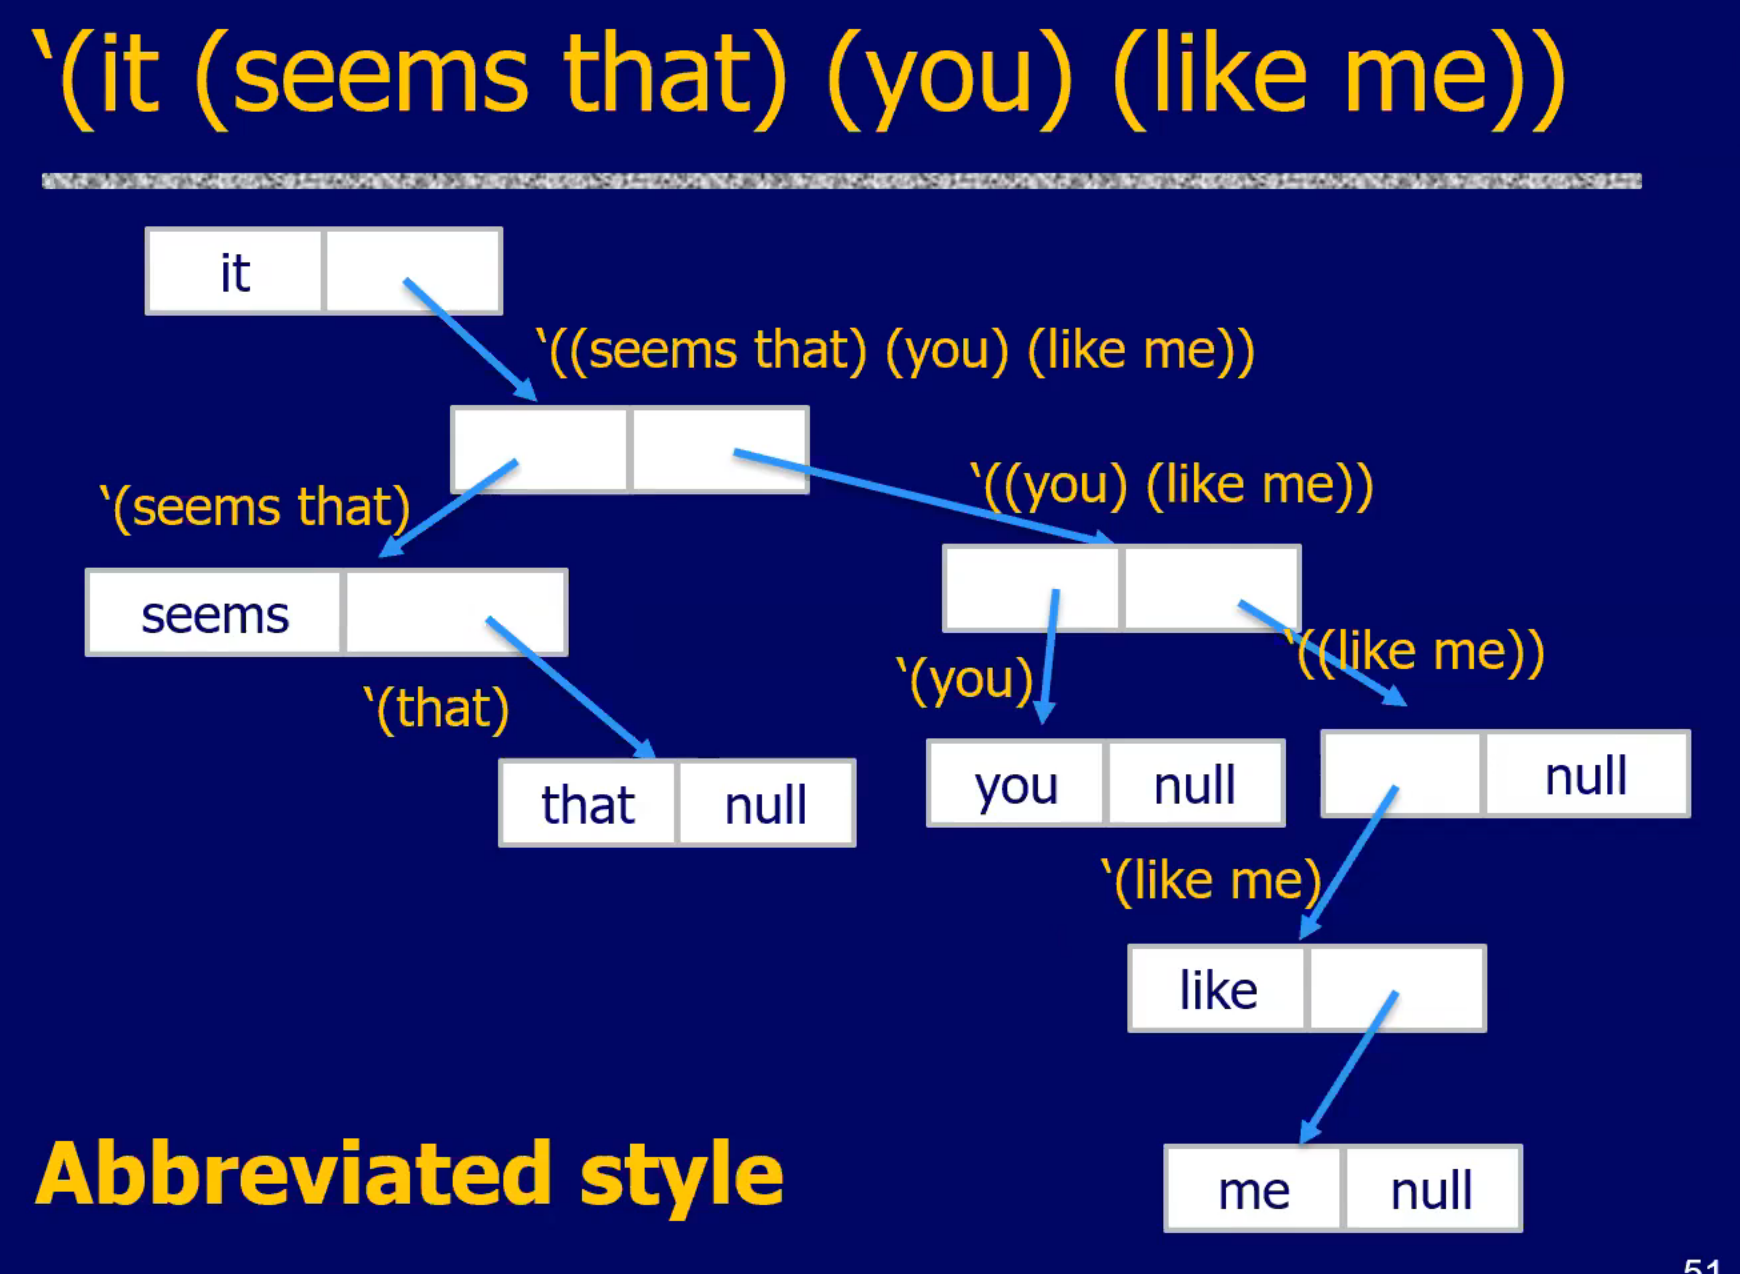 ‘(it (seems that) (you) (like me))
it
‘((seems that) (you) (like me))
‘(seems that)
‘((you) (like me))
seems
‘(you)
‘((like me))
‘(that)
that null
you null
null
‘(like me)
like
Abbreviated style
me null
51